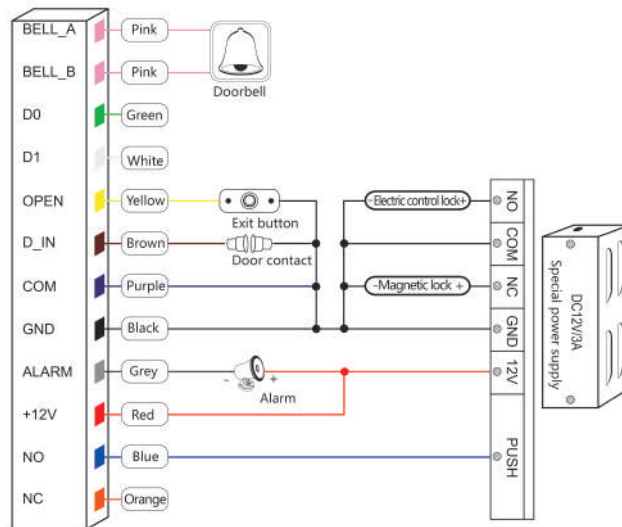 BELL_A Pink
BELL_B Pink
Doorbell
D0 Green
D1 White
OPEN Yellow
Exit button
-Electric control lock+
NO
D_IN Brown
Door contact
COM
COM Purple
-Magnetic lock +
NC
GND Black
GND
ALARM Grey
- +
Alarm
12V
+12V Red
NO Blue
PUSH
NC Orange
DC12V/3A
Special power supply